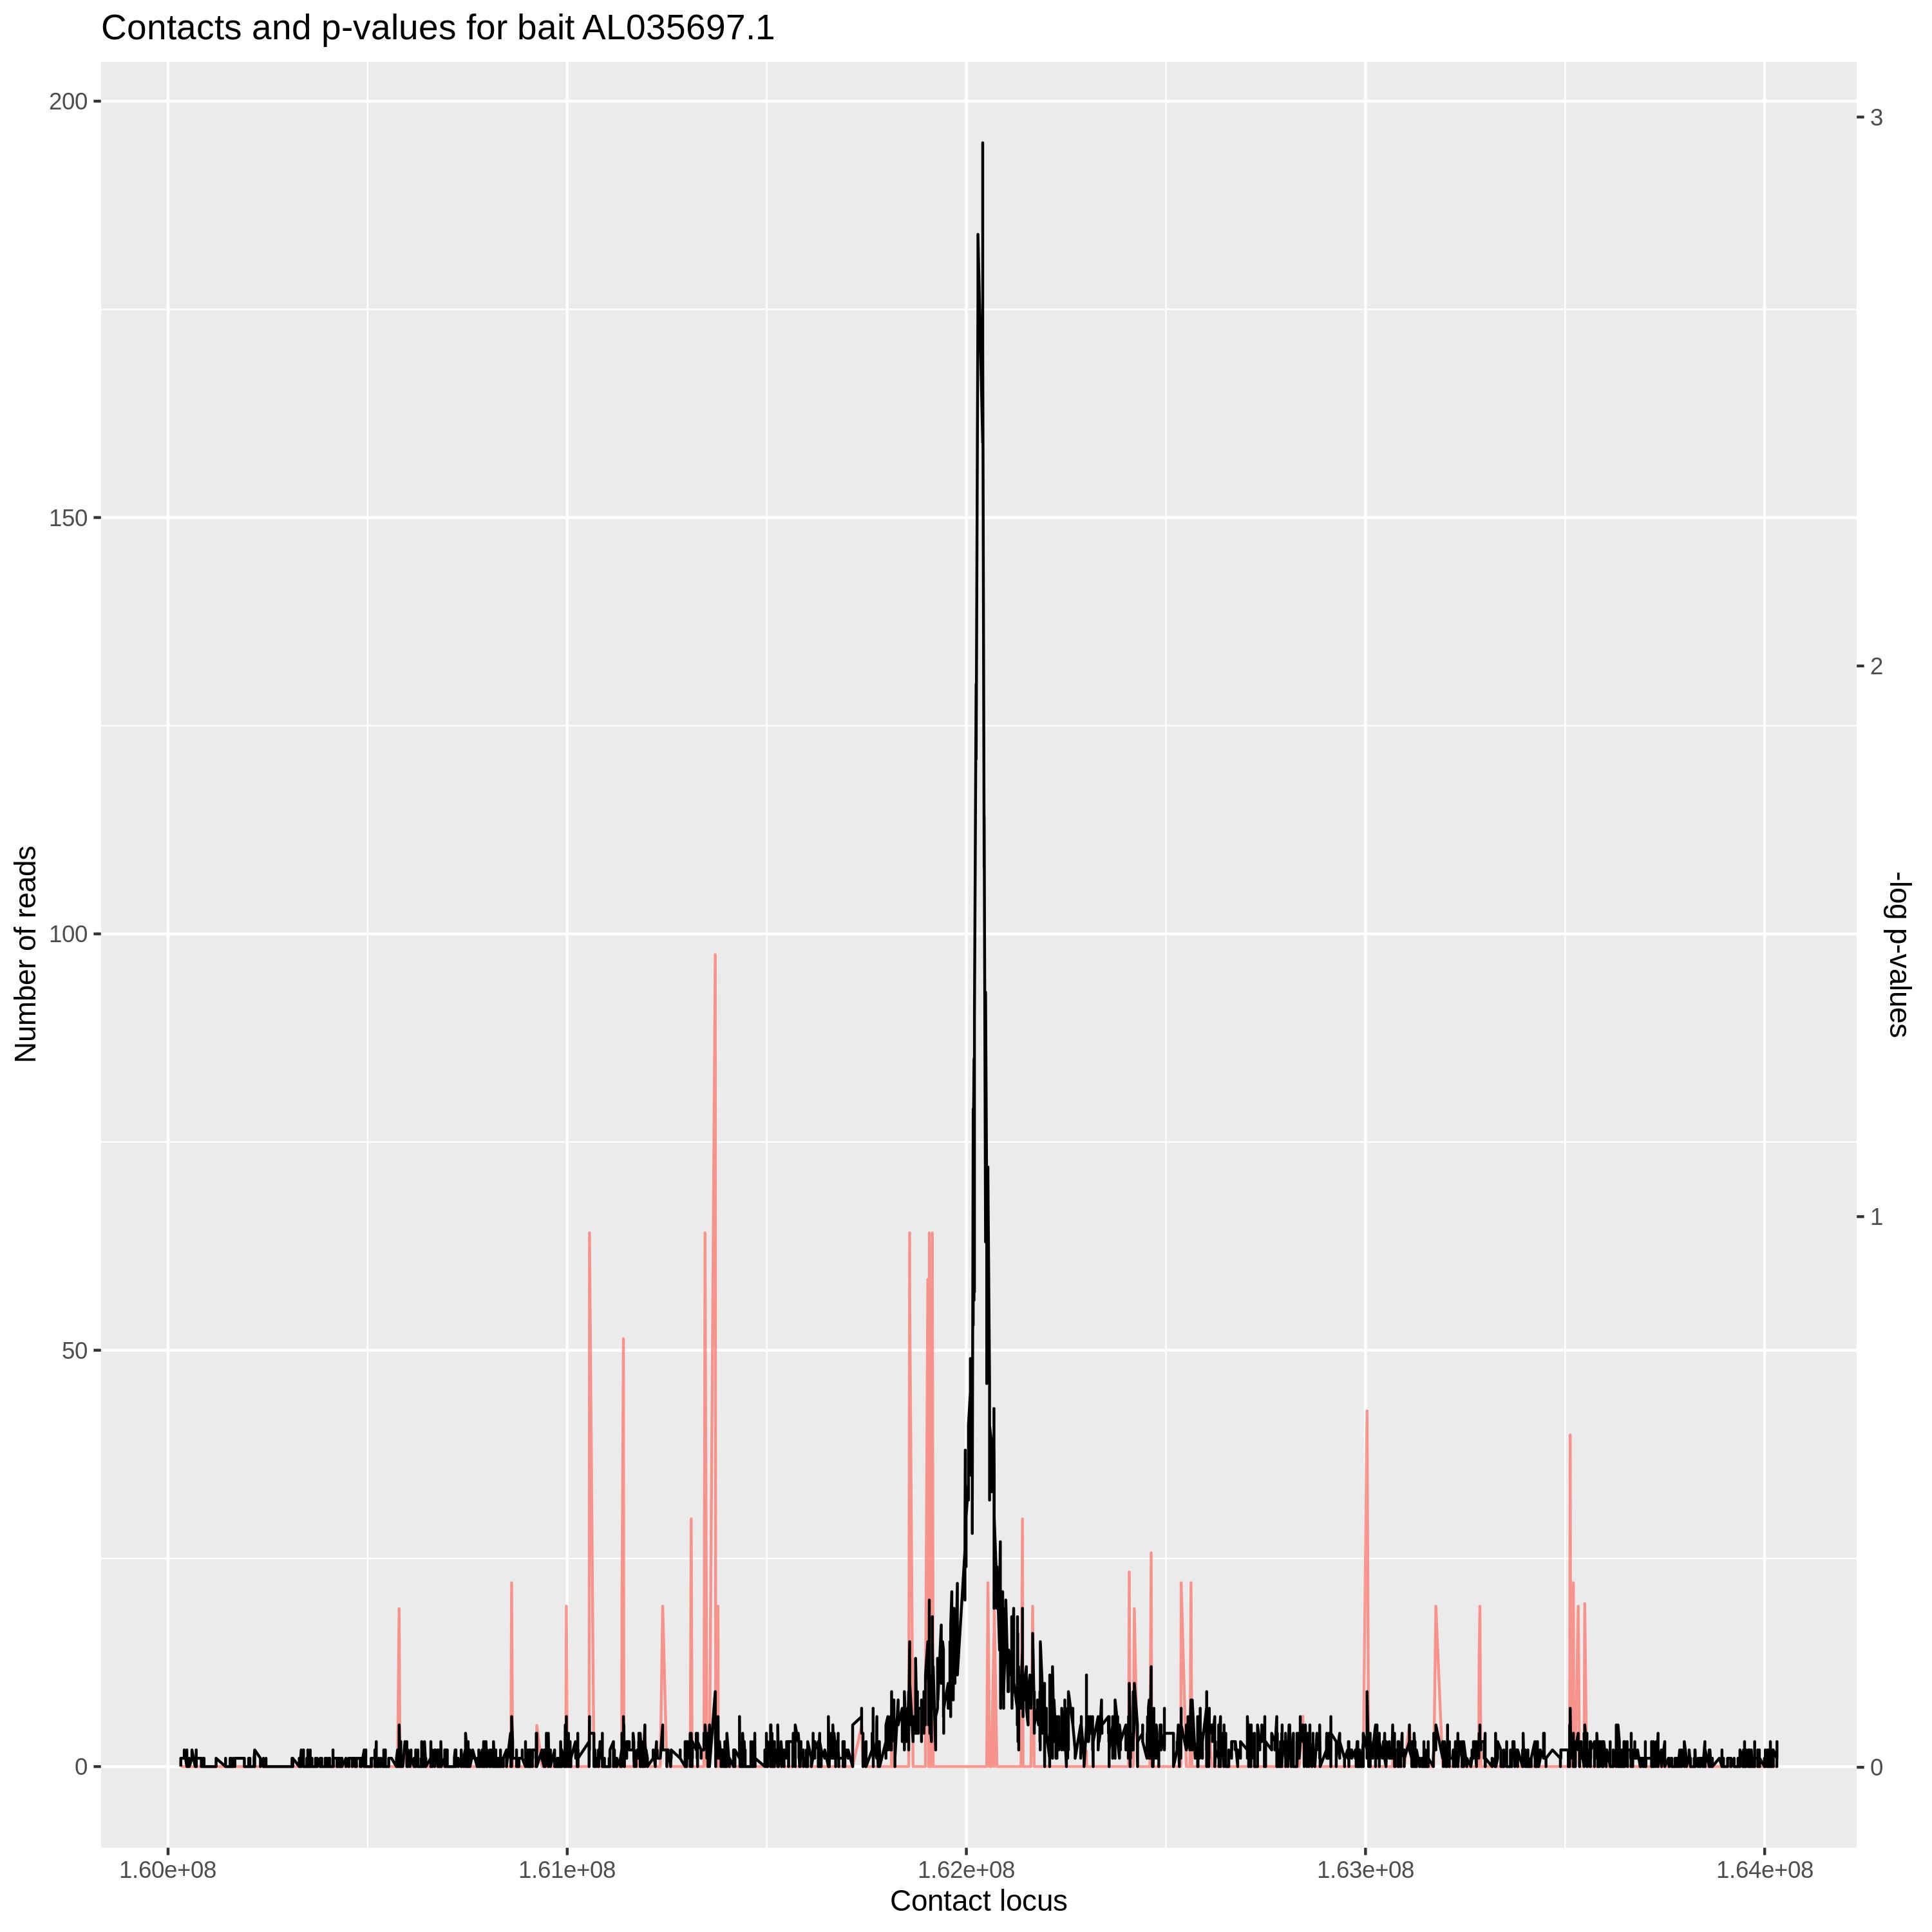 Contacts and p-values for bait AL035697.1
200
150
100
50
0
Number of reads
3
2
1
0
-log p-values
1.60e+08 1.61e+08 1.62e+08 1.63e+08 1.64e+08
Contact locus